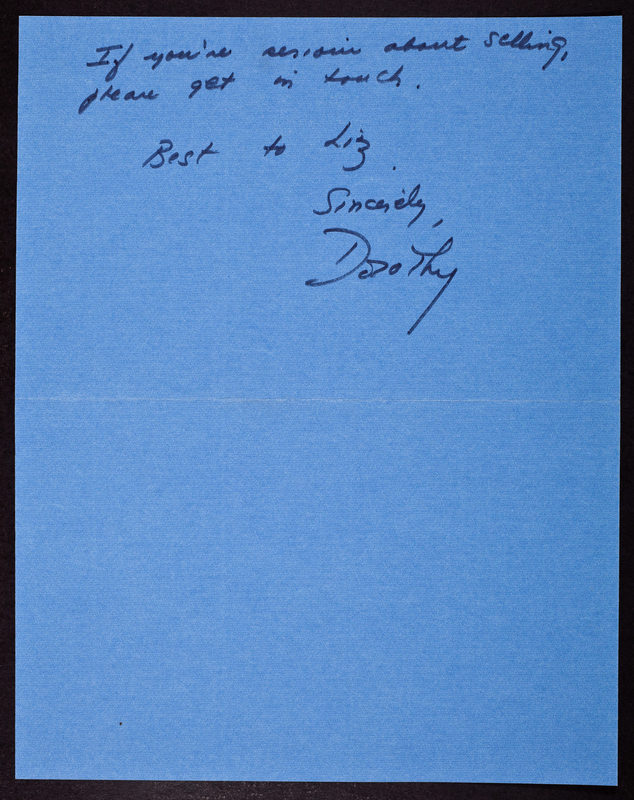 If you're serious about selling,
please get in touch.
Best to Liz.
Sincerely,
Dorothy